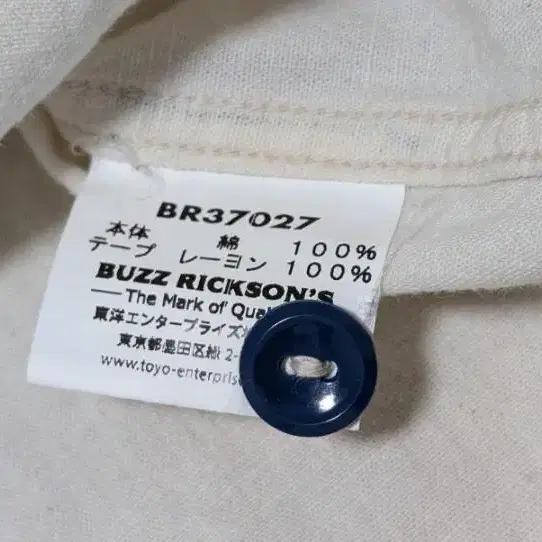 BR37027
本体 綿 100%
テープ レーヨン 100%
BUZZ RICKSON'S
The Mark of
東洋エンタープライズ
東京都墨田区 2-
www.toyo-enterpris